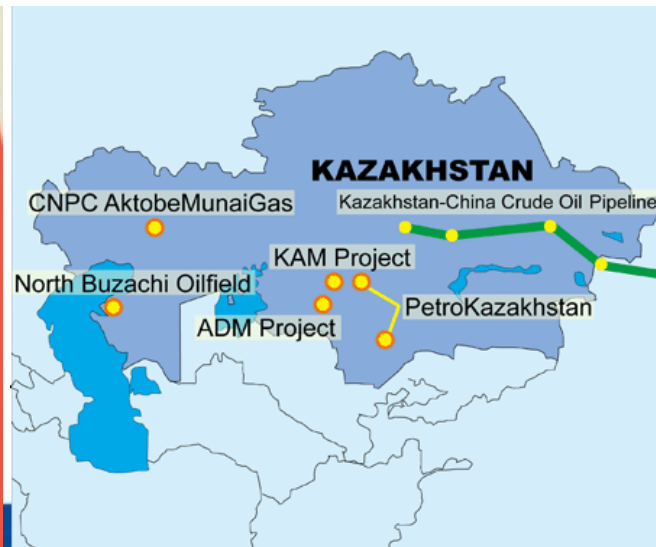 KAZAKHSTAN
CNPC AktobeMunaiGas
Kazakhstan-China Crude Oil Pipeline
KAM Project
North Buzachi Oilfield
PetroKazakhstan
ADM Project